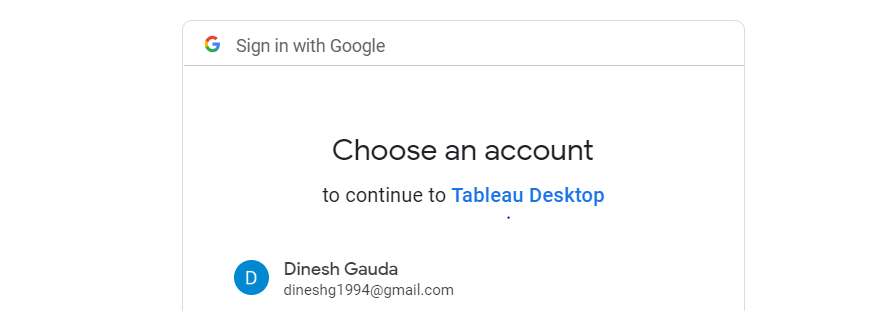 Sign in with Google
Choose an account
to continue to Tableau Desktop
D
Dinesh Gauda
dineshg1994@gmail.com